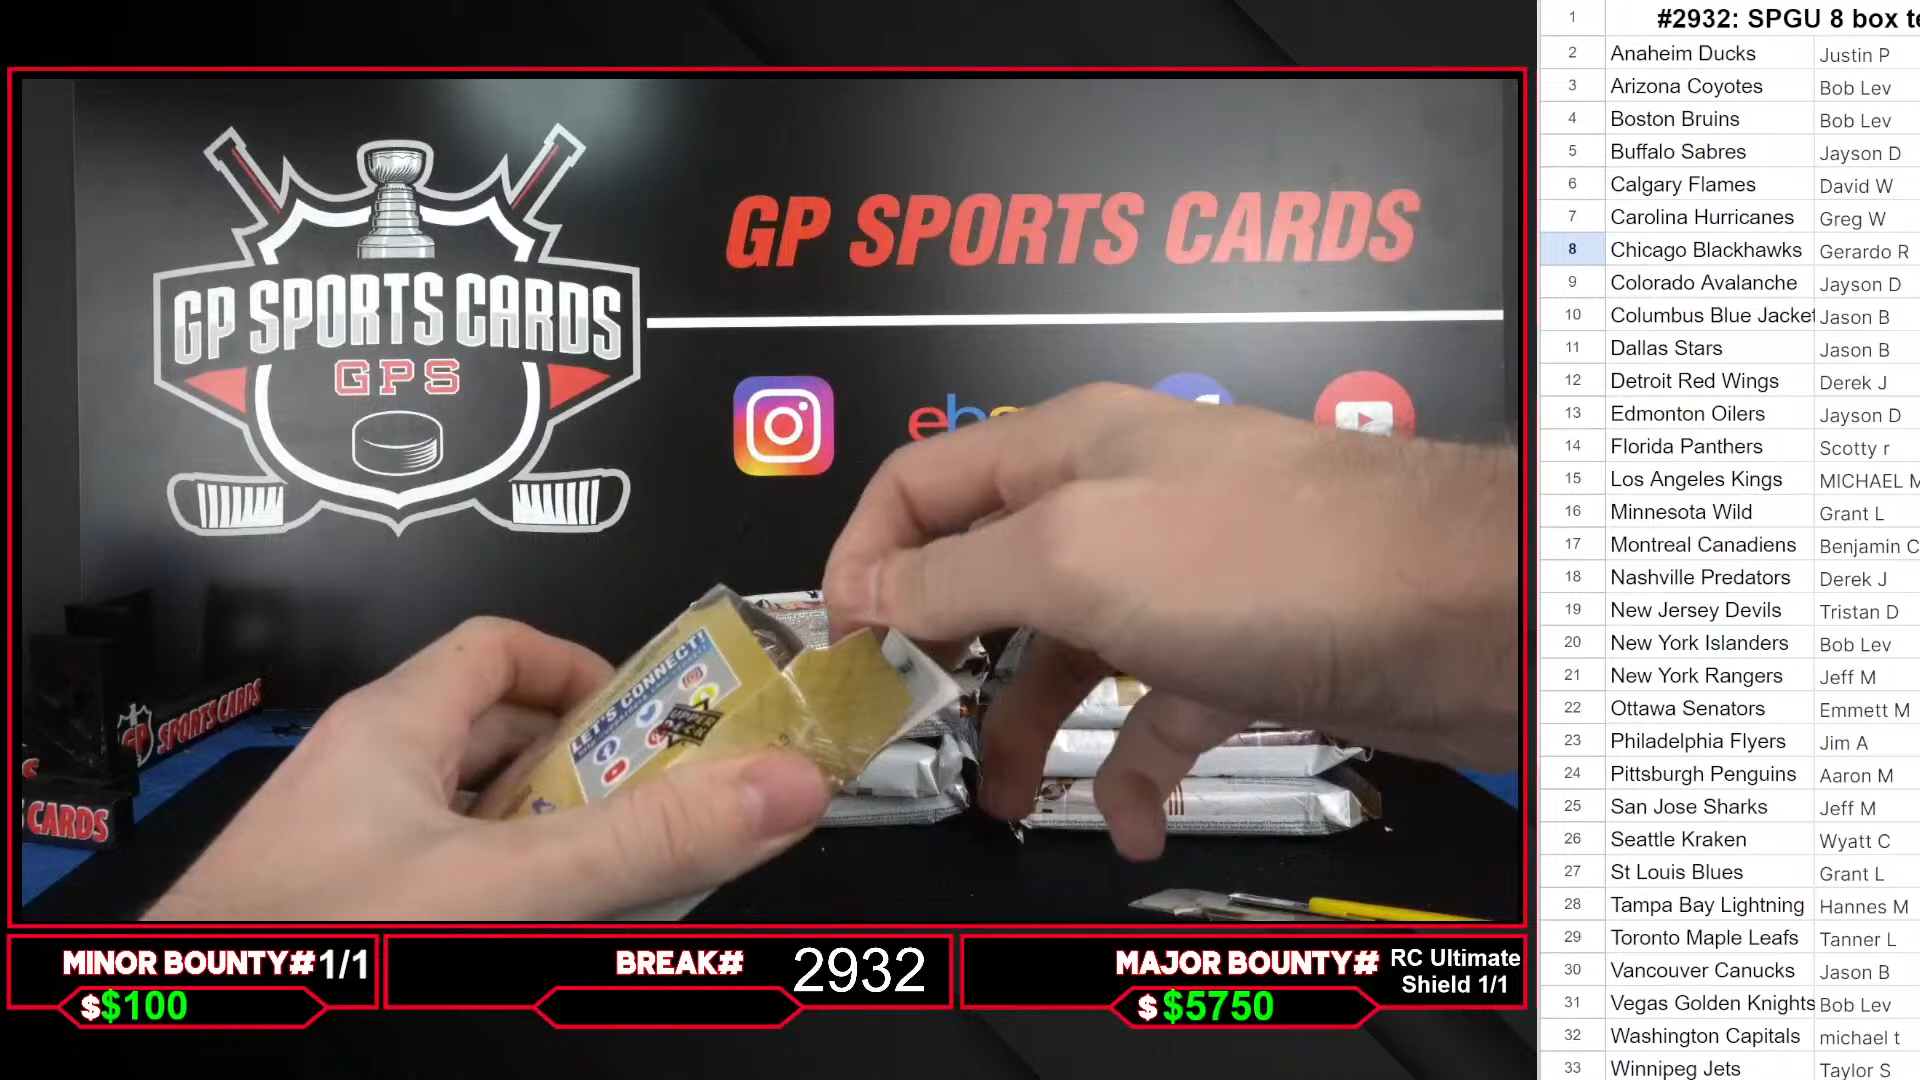 GP SPORTS CARDS
GPS
GP SPORTS CARDS
eb
LET'S CONNECT!
UPPER DECK
GP SPORTS CARDS
CARDS
MINOR BOUNTY# 1/1
$$100
BREAK# 2932
MAJOR BOUNTY# RC Ultimate
Shield 1/1
$ $5750
1 #2932: SPGU 8 box te
2 Anaheim Ducks Justin P
3 Arizona Coyotes Bob Lev
4 Boston Bruins Bob Lev
5 Buffalo Sabres Jayson D
6 Calgary Flames David W
7 Carolina Hurricanes Greg W
8 Chicago Blackhawks Gerardo R
9 Colorado Avalanche Jayson D
10 Columbus Blue Jacket Jason B
11 Dallas Stars Jason B
12 Detroit Red Wings Derek J
13 Edmonton Oilers Jayson D
14 Florida Panthers Scotty r
15 Los Angeles Kings MICHAEL M
16 Minnesota Wild Grant L
17 Montreal Canadiens Benjamin C
18 Nashville Predators Derek J
19 New Jersey Devils Tristan D
20 New York Islanders Bob Lev
21 New York Rangers Jeff M
22 Ottawa Senators Emmett M
23 Philadelphia Flyers Jim A
24 Pittsburgh Penguins Aaron M
25 San Jose Sharks Jeff M
26 Seattle Kraken Wyatt C
27 St Louis Blues Grant L
28 Tampa Bay Lightning Hannes M
29 Toronto Maple Leafs Tanner L
30 Vancouver Canucks Jason B
31 Vegas Golden Knights Bob Lev
32 Washington Capitals michael t
33 Winnipeg Jets Taylor S